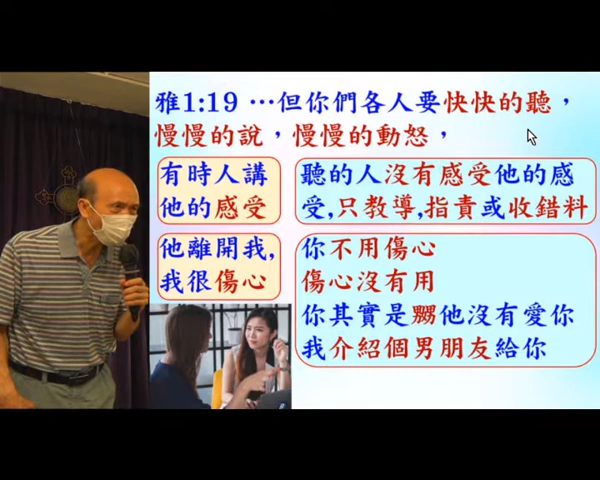 雅1:19 …但你們各人要快快的聽，
慢慢的說，慢慢的動怒，
有時人講
他的感受
聽的人沒有感受他的感
受,只教導,指責或收錯料
他離開我,
我很傷心
你不用傷心
傷心沒有用
你其實是嬲他沒有愛你
我介紹個男朋友給你